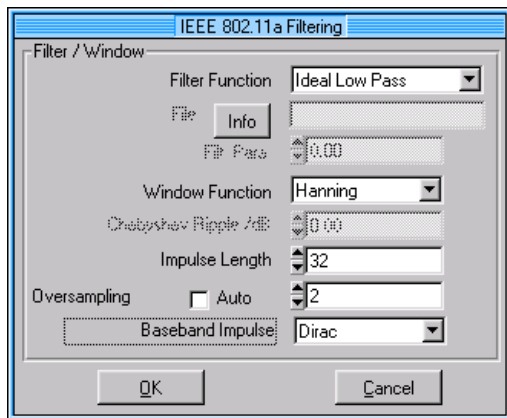 IEEE 802.11a Filtering
Filter / Window
Filter Function Ideal Low Pass
File Info
Filt Para 0.00
Window Function Hanning
Chebyshev Ripple /dB 0.00
Impulse Length 32
Oversampling Auto 2
Baseband Impulse Dirac
OK Cancel